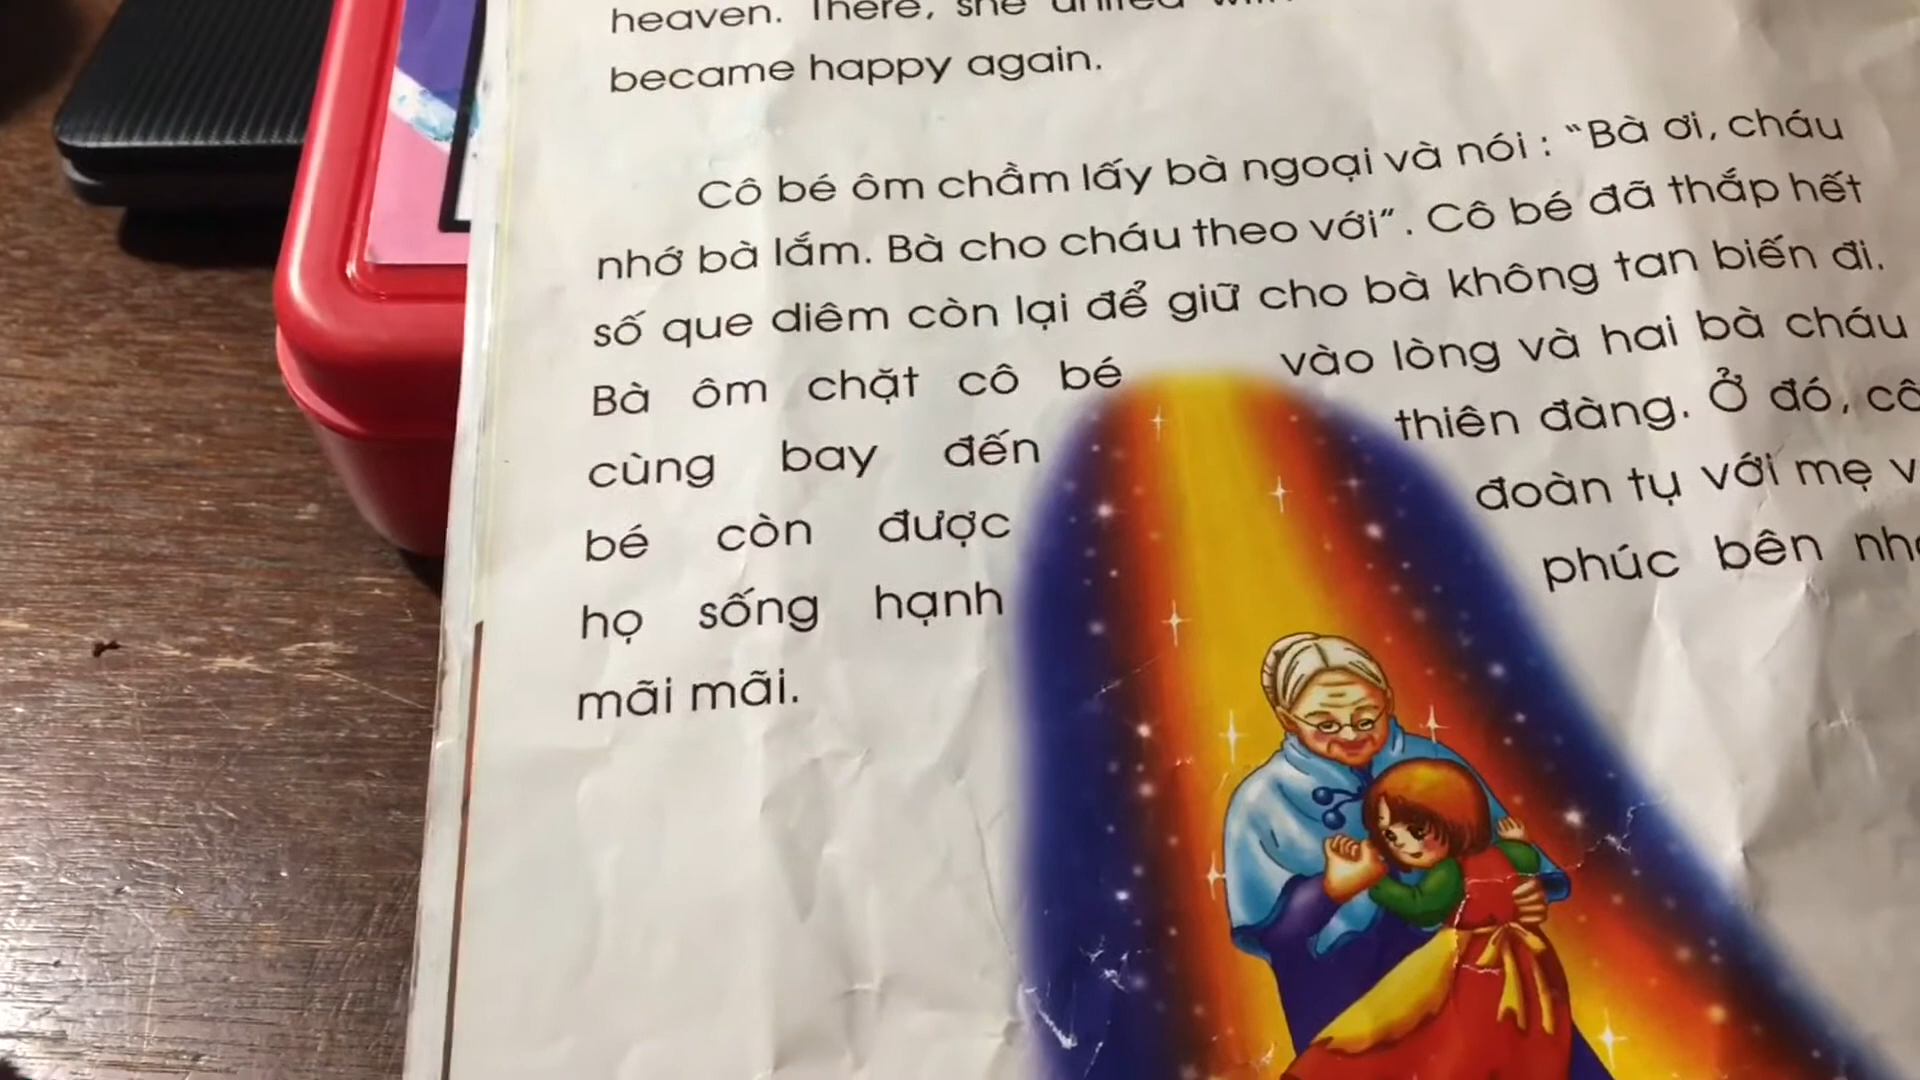 heaven. There, she united
became happy again.
Cô bé ôm chầm lấy bà ngoại và nói : “Bà ơi, cháu
nhớ bà lắm. Bà cho cháu theo với”. Cô bé đã thắp hết
số que diêm còn lại để giữ cho bà không tan biến đi.
Bà ôm chặt cô bé vào lòng và hai bà cháu
cùng bay đến thiên đàng. Ở đó, cô
bé còn được đoàn tụ với mẹ
họ sống hạnh phúc bên
mãi mãi.